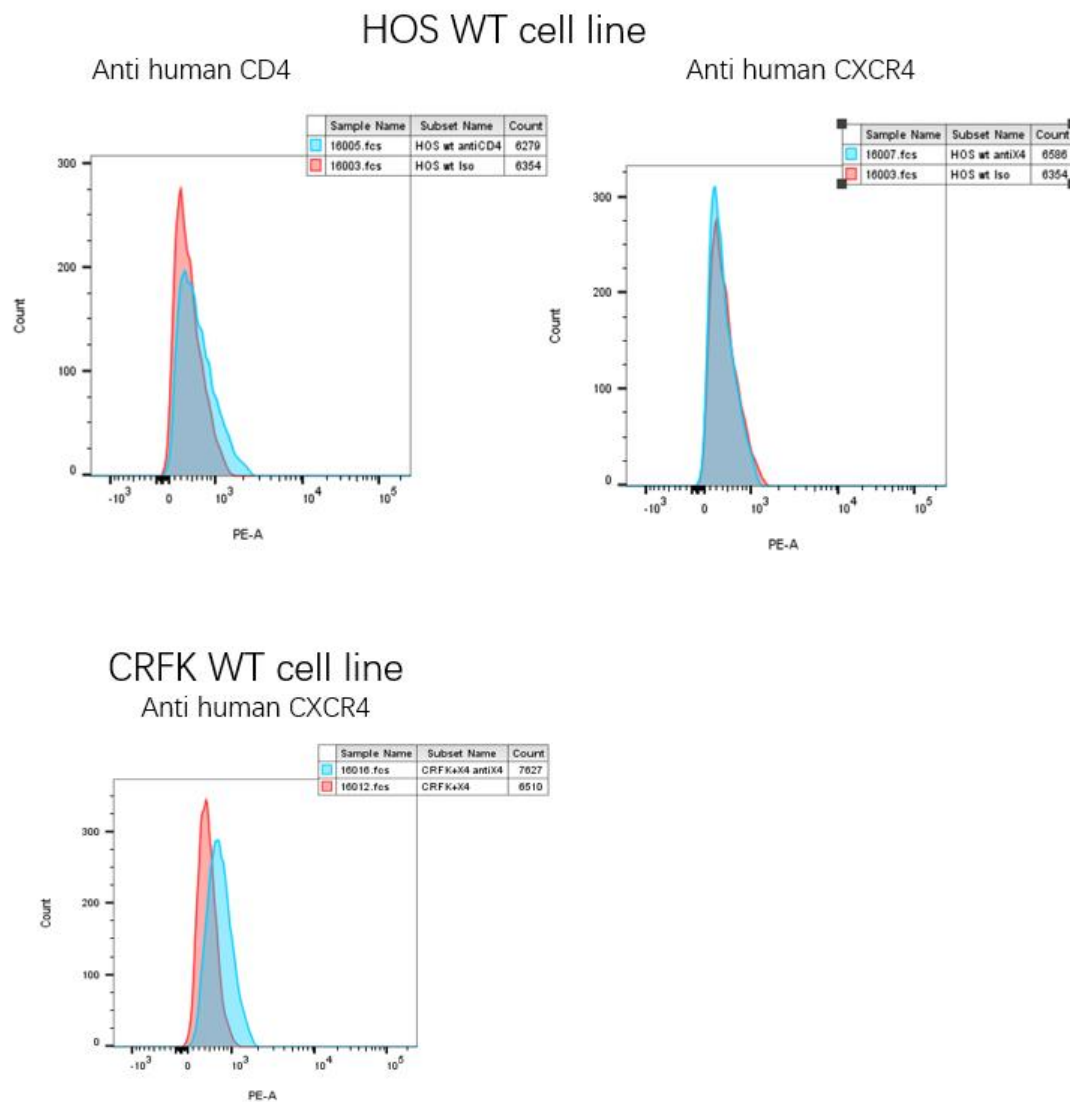 HOS WT cell line
Anti human CD4
Anti human CXCR4
Sample Name Subset Name Count
16005.fcs HOS wt antiCD4 6279
16003.fcs HOS wt Iso 6354
300
200
100
0
Count
-10³ 0 10³ 10⁴ 10⁵
PE-A
Sample Name Subset Name Count
16007.fcs HOS wt antiX4 6586
16003.fcs HOS wt Iso 6354
300
200
100
0
Count
-10³ 0 10³ 10⁴ 10⁵
PE-A
CRFK WT cell line
Anti human CXCR4
Sample Name Subset Name Count
16016.fcs CRFK+X4 antiX4 7627
16012.fcs CRFK+X4 6510
300
200
100
0
Count
-10³ 0 10³ 10⁴ 10⁵
PE-A